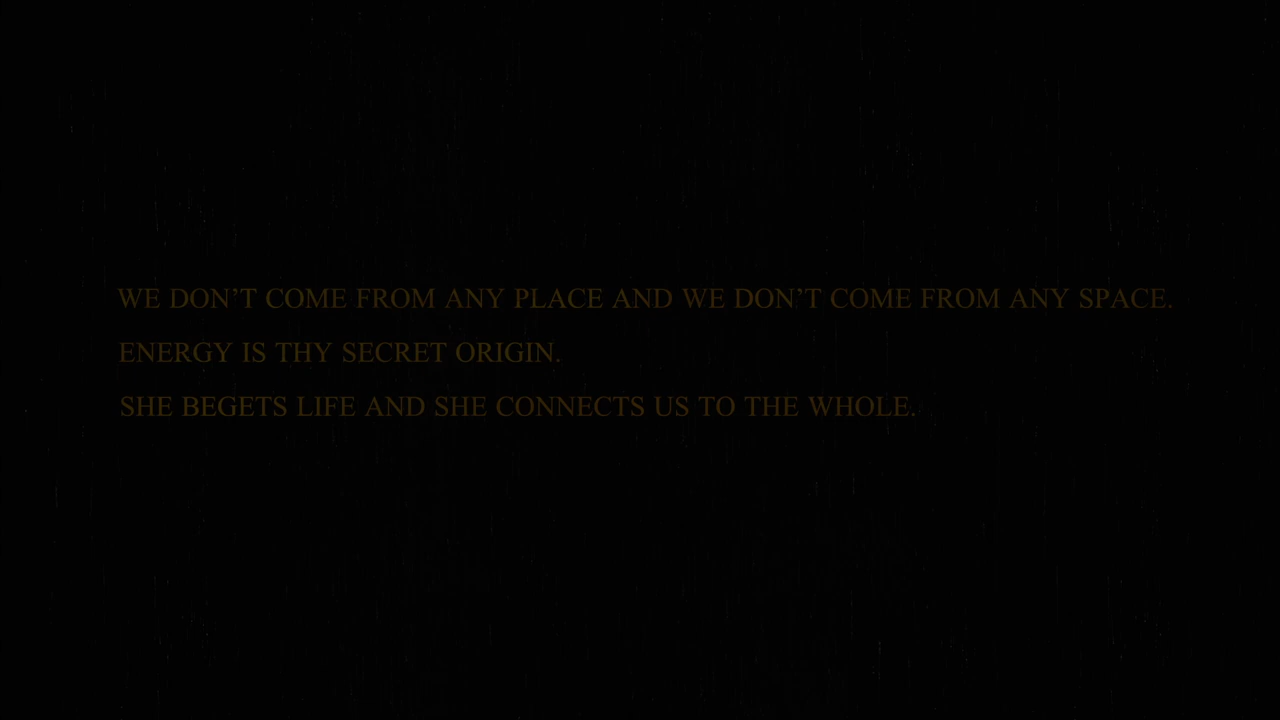 WE DON’T COME FROM ANY PLACE AND WE DON’T COME FROM ANY SPACE.
ENERGY IS THY SECRET ORIGIN.
SHE BEGETS LIFE AND SHE CONNECTS US TO THE WHOLE.